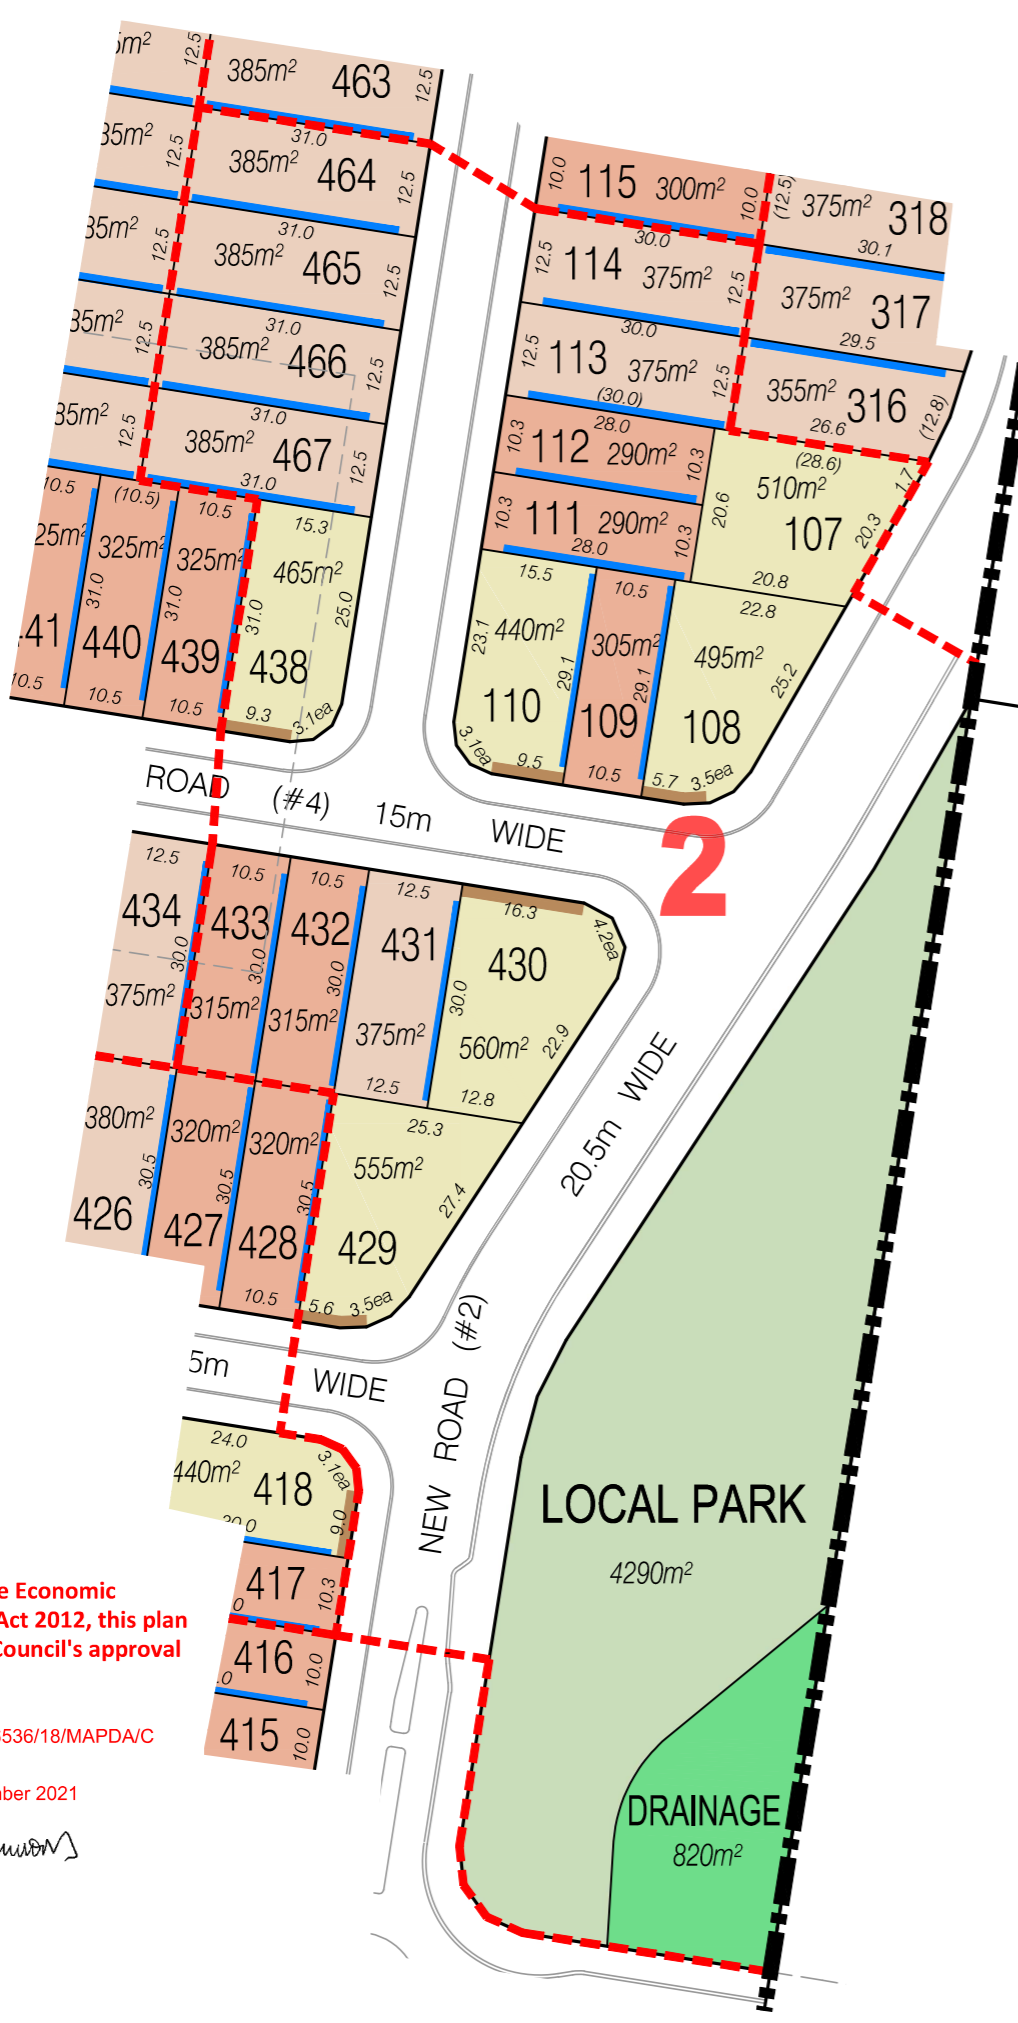 5m²
12.5
385m²
463
12.5
31.0
35m²
12.5
385m²
464
12.5
31.0
35m²
12.5
385m²
465
12.5
31.0
35m²
12.5
385m²
466
12.5
31.0
35m²
12.5
385m²
467
12.5
31.0
10.0
115
300m²
10.0
(12.5)
375m²
318
30.0
30.1
12.5
114
375m²
12.5
375m²
317
30.0
29.5
12.5
113
375m²
12.5
355m²
316
(12.8)
(30.0)
26.6
28.0
10.3
112
290m²
10.3
(28.6)
1.7
510m²
20.6
107
20.3
10.3
111
290m²
10.3
28.0
20.8
10.5
(10.5)
10.5
15.3
25m²
325m²
325m²
465m²
31.0
31.0
31.0
25.0
41
440
439
438
10.5
10.5
10.5
9.3
3.1ea
15.5
10.5
22.8
23.1
440m²
305m²
495m²
29.1
29.1
25.2
110
109
108
3.1ea
9.5
10.5
5.7
3.5ea
ROAD (#4) 15m WIDE
2
12.5
10.5
10.5
12.5
16.3
4.2ea
434
433
432
431
430
30.0
30.0
30.0
30.0
375m²
315m²
315m²
375m²
560m²
22.9
12.5
12.8
380m²
320m²
320m²
25.3
555m²
30.5
30.5
30.5
27.4
426
427
428
429
10.5
5.6
3.5ea
20.5m WIDE
NEW ROAD (#2)
5m WIDE
24.0
3.1ea
440m²
418
9.0
417
10.3
0
416
10.0
.0
415
10.0
LOCAL PARK
4290m²
DRAINAGE
820m²
e Economic
Act 2012, this plan
Council's approval
536/18/MAPDA/C
ber 2021